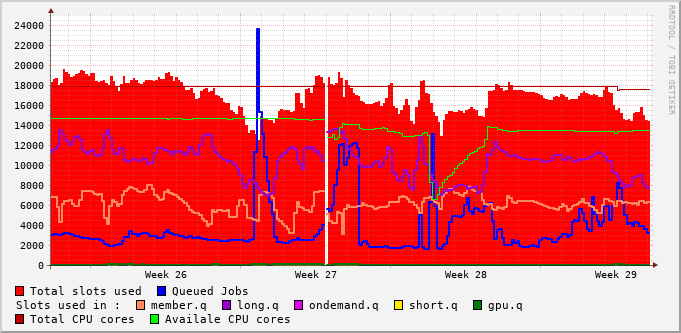 24000
22000
20000
18000
16000
14000
12000
10000
8000
6000
4000
2000
0
Week 26 Week 27 Week 28 Week 29
RRDTOOL / TOBI OETIKER
Total slots used Queued Jobs
Slots used in : member.q long.q ondemand.q short.q gpu.q
Total CPU cores Availale CPU cores